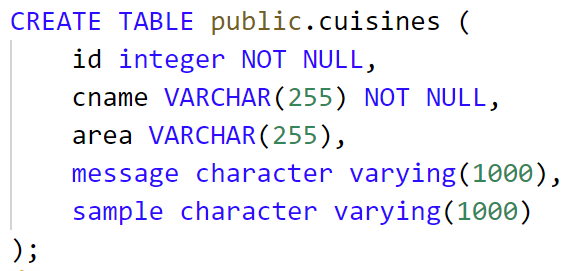 CREATE TABLE public.cuisines (
    id integer NOT NULL,
    cname VARCHAR(255) NOT NULL,
    area VARCHAR(255),
    message character varying(1000),
    sample character varying(1000)
);